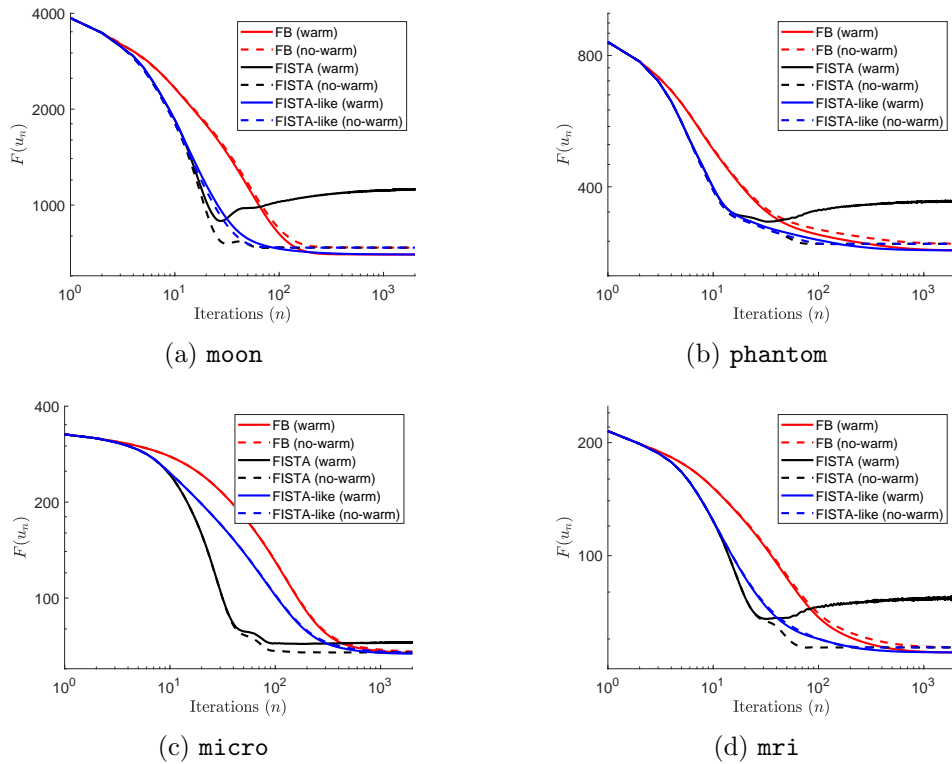 4000
2000
1000
F(u_n)
10^0
10^1
10^2
10^3
Iterations (n)
FB (warm)
FB (no-warm)
FISTA (warm)
FISTA (no-warm)
FISTA-like (warm)
FISTA-like (no-warm)
(a) moon
800
400
F(u_n)
10^0
10^1
10^2
10^3
Iterations (n)
FB (warm)
FB (no-warm)
FISTA (warm)
FISTA (no-warm)
FISTA-like (warm)
FISTA-like (no-warm)
(b) phantom
400
200
100
F(u_n)
10^0
10^1
10^2
10^3
Iterations (n)
FB (warm)
FB (no-warm)
FISTA (warm)
FISTA (no-warm)
FISTA-like (warm)
FISTA-like (no-warm)
(c) micro
200
100
F(u_n)
10^0
10^1
10^2
10^3
Iterations (n)
FB (warm)
FB (no-warm)
FISTA (warm)
FISTA (no-warm)
FISTA-like (warm)
FISTA-like (no-warm)
(d) mri